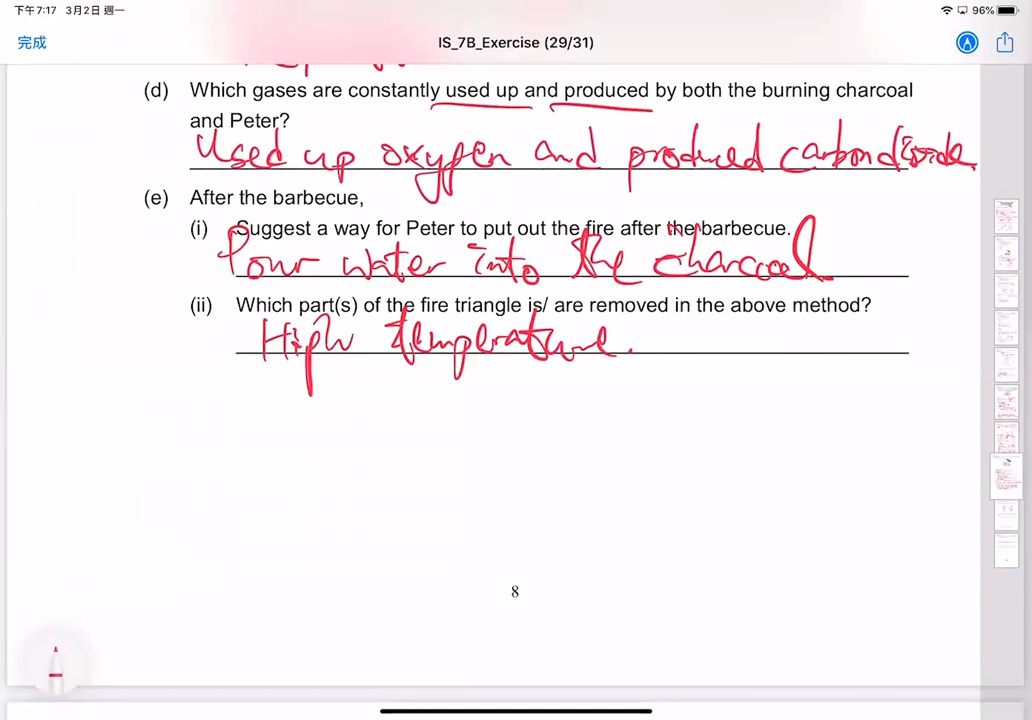 下午7:17 3月2日 週一
96%
完成
IS_7B_Exercise (29/31)
(d) Which gases are constantly used up and produced by both the burning charcoal
and Peter?
Used up oxygen and produced carbon dioxide
(e) After the barbecue,
(i) Suggest a way for Peter to put out the fire after the barbecue.
Pour water into the charcoal
(ii) Which part(s) of the fire triangle is/ are removed in the above method?
High temperature.
8